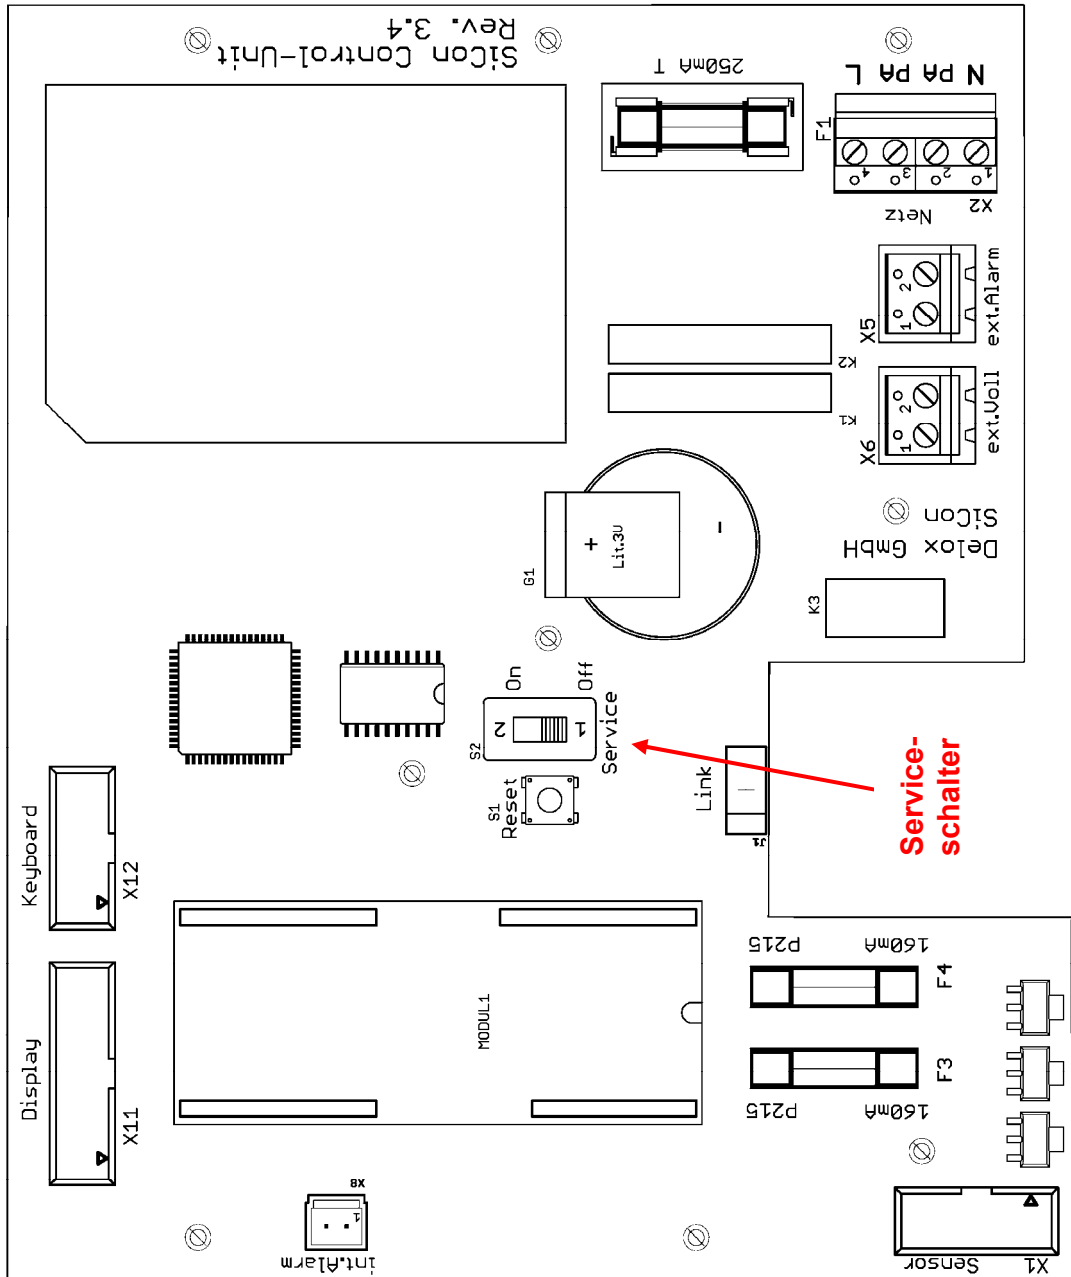 SiCon Control-Unit
Rev. 3.4
250mA T
F1
N PA PA L
4 3 2 1
X2
Netz
X5
1 2
ext.Alarm
K2
K1
X6
1 2
ext.Voll
SiCon
Delox GmbH
K3
G1
+
Lit.3V
-
On
Off
S2
2 1
Service
S1
Reset
Link
J1
Service-
schalter
Keyboard
X12
Display
X11
MODUL1
P215
160mA
F4
F3
P215
160mA
X8
1
int.Alarm
Sensor
X1